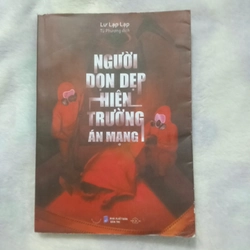 Lư Lạp Lạp
NGƯỜI
DỌN DẸP
HIỆN
TRƯỜNG
ÁN MẠNG